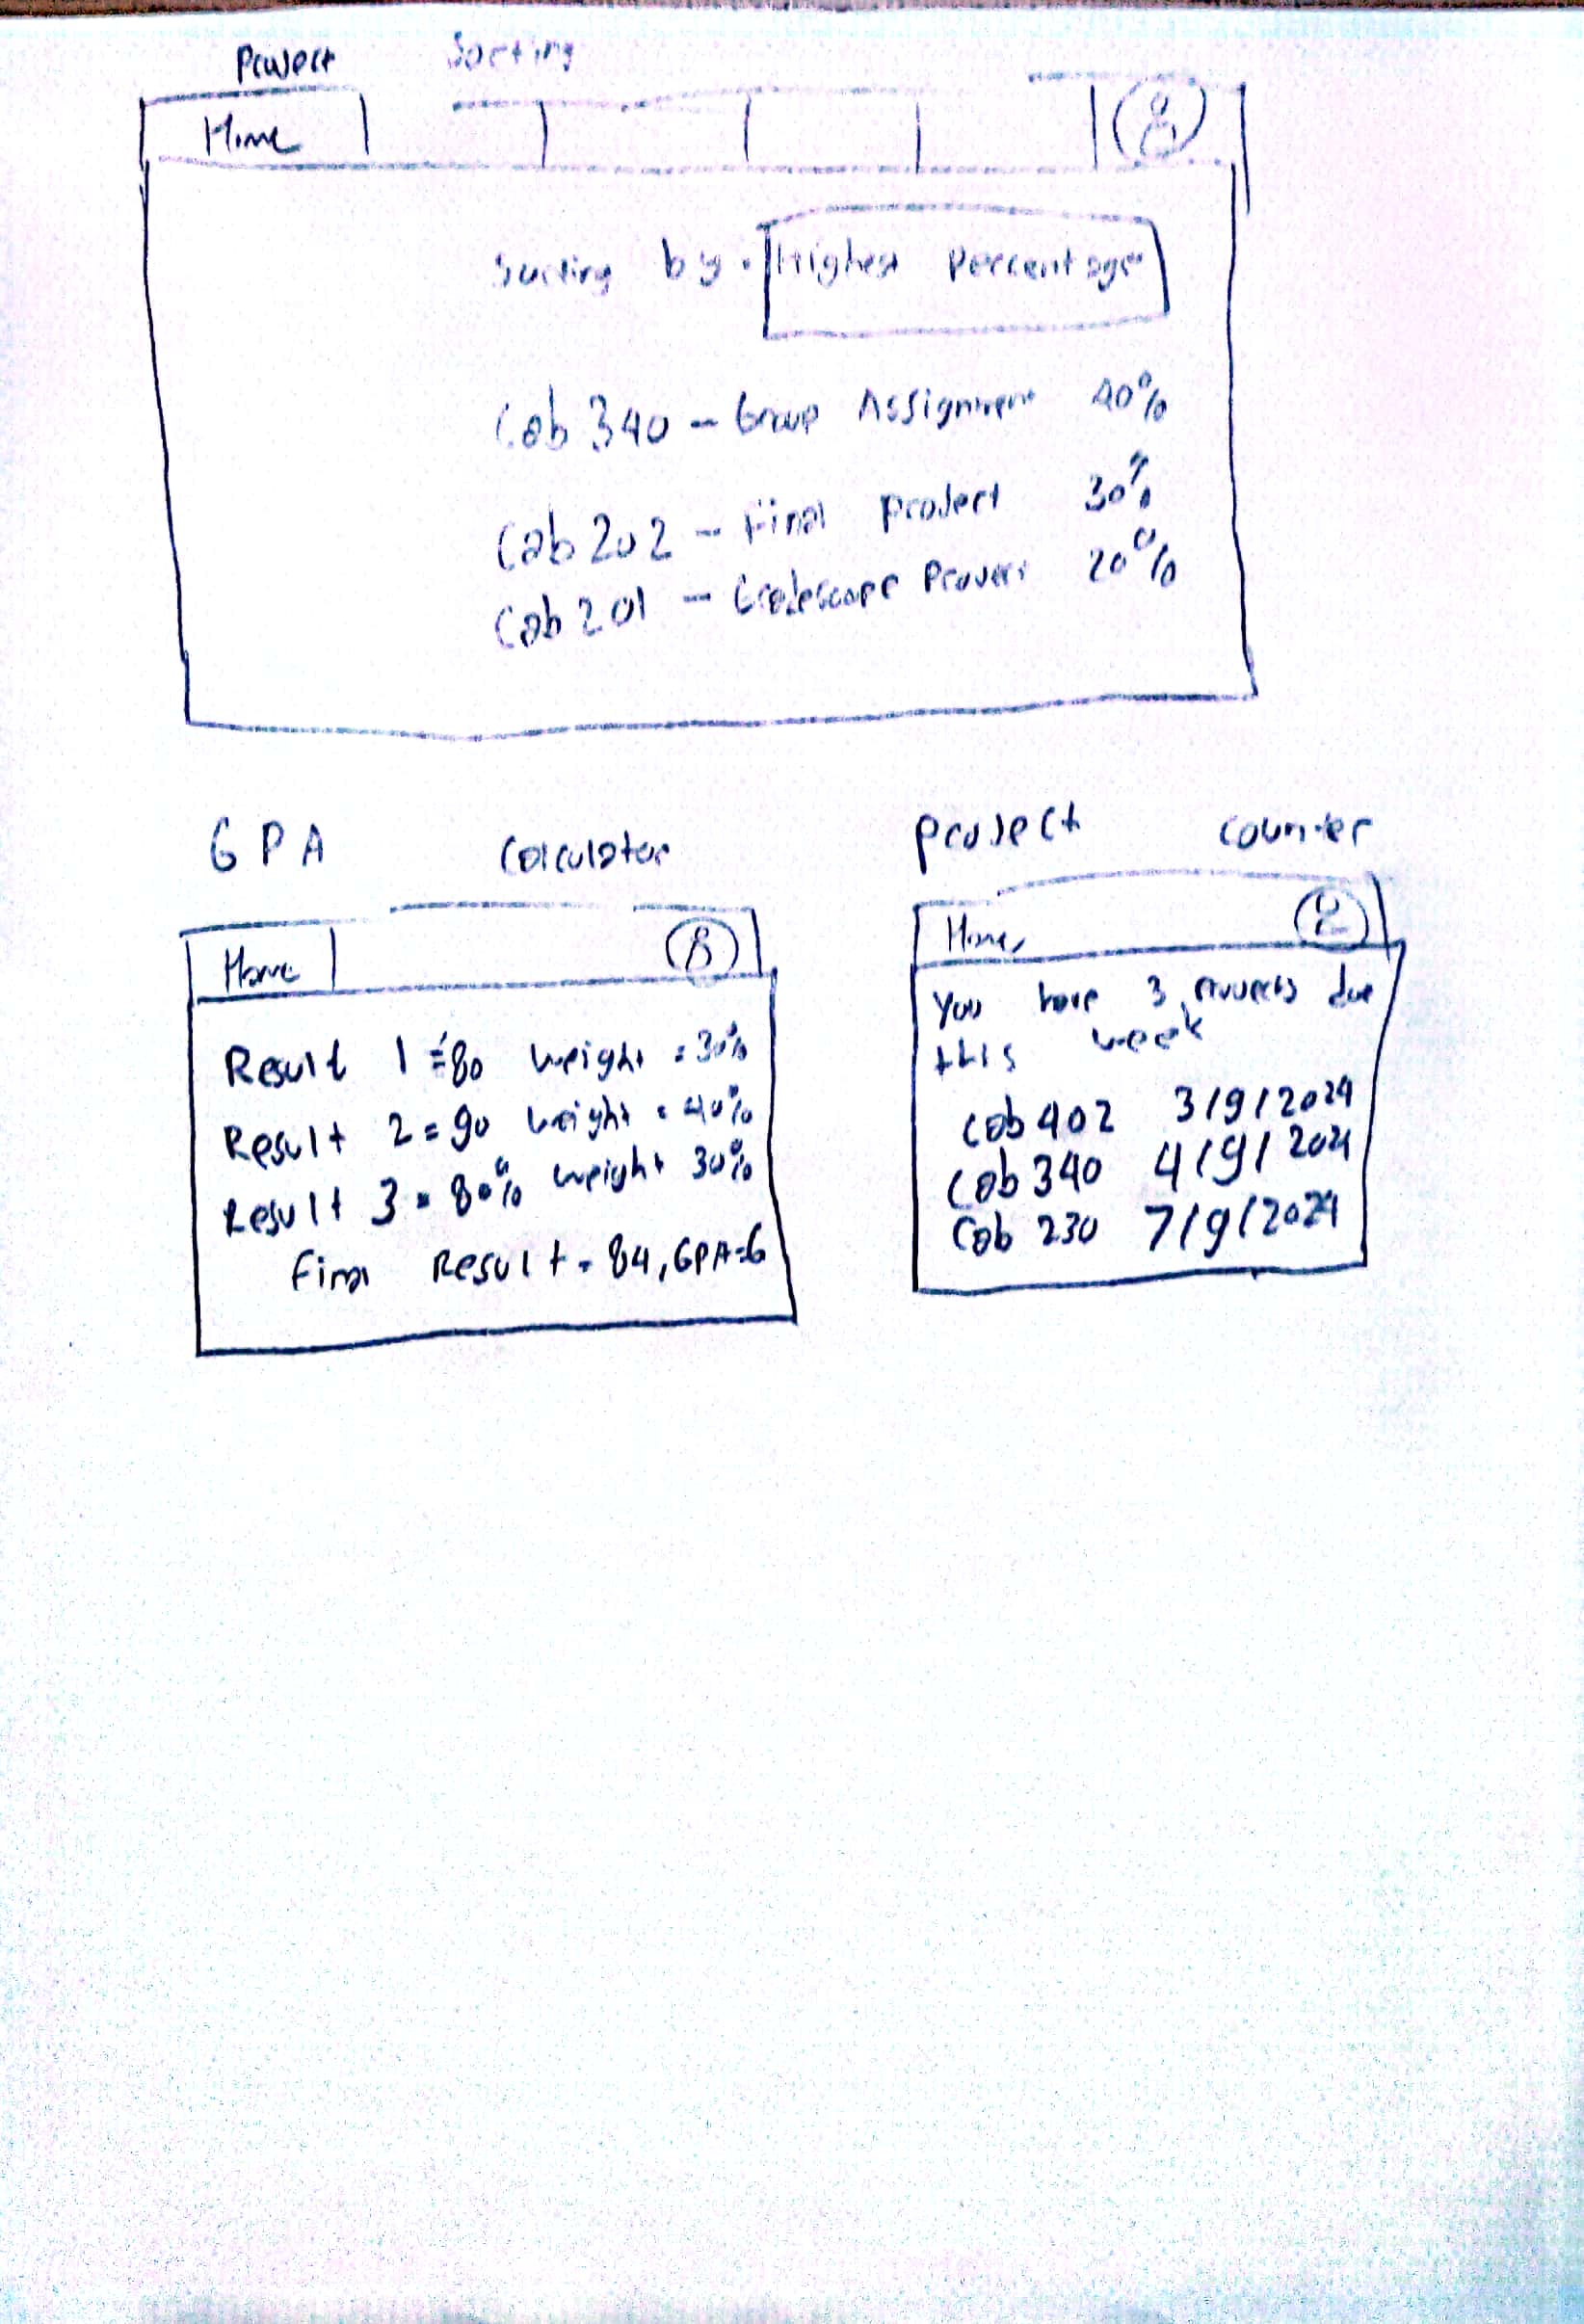 Project Sorting
Home
Sorting by: Highest Percentage
Cab 340 - Group Assignment 40%
Cab 202 - Final Project 30%
Cab 201 - Gradescope Project 20%
GPA Calculator
Home
Result 1 = 80 weight = 30%
Result 2 = 90 weight = 40%
Result 3 = 80% weight 30%
Final Result = 84, GPA=6
Project Counter
Home
You have 3 projects due
this week
Cab 402 3/9/2024
Cab 340 4/9/2024
Cab 230 7/9/2024